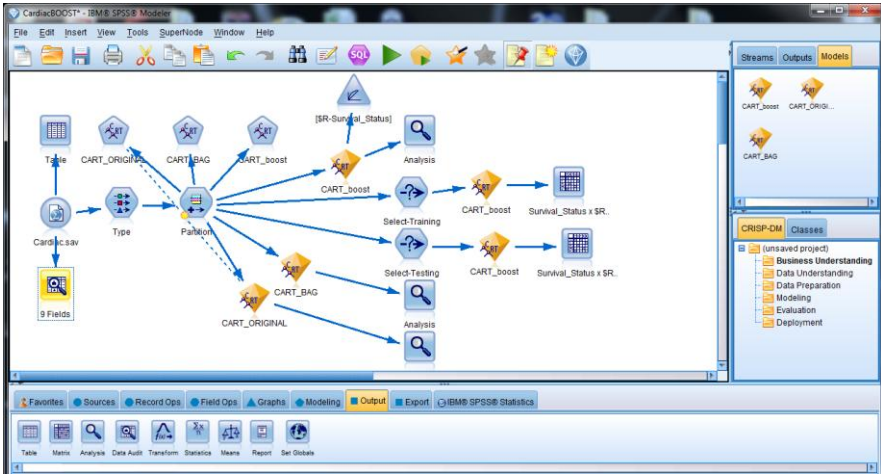 CardiacBOOST* - IBM® SPSS® Modeler
File Edit Insert View Tools SuperNode Window Help
SQL
Streams Outputs Models
CART_boost CART_ORIGI...
CART_BAG
[$R-Survival_Status]
Table CART_ORIGINAL CART_BAG CART_boost
CART_boost
Analysis
Cardiac.sav
Type
Partition
Select-Training
CART_boost
Survival_Status x $R..
Select-Testing
CART_boost
Survival_Status x $R..
9 Fields
CART_BAG
CART_ORIGINAL
Analysis
CRISP-DM Classes
(unsaved project)
Business Understanding
Data Understanding
Data Preparation
Modeling
Evaluation
Deployment
Favorites Sources Record Ops Field Ops Graphs Modeling Output Export IBM® SPSS® Statistics
Table Matrix Analysis Data Audit Transform Statistics Means Report Set Globals